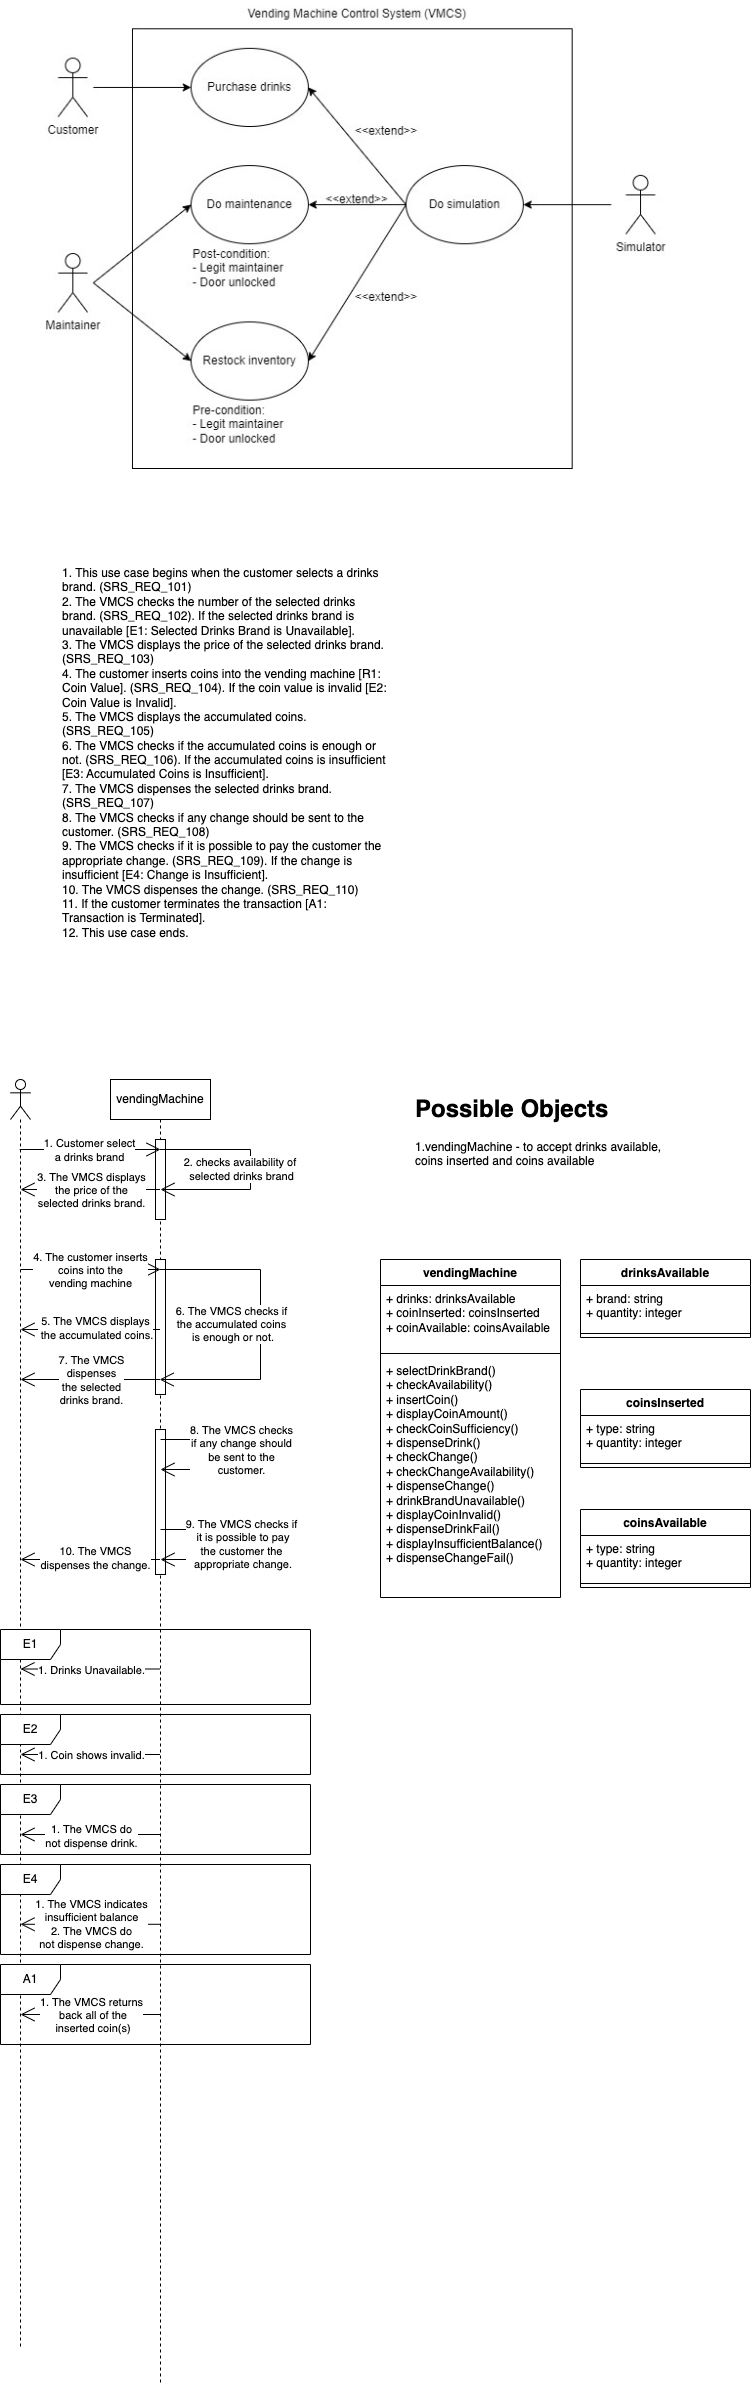 Vending Machine Control System (VMCS)
Purchase drinks
Customer
<<extend>>
Do maintenance
<<extend>>
Do simulation
Simulator
Post-condition:
- Legit maintainer
- Door unlocked
Maintainer
<<extend>>
Restock inventory
Pre-condition:
- Legit maintainer
- Door unlocked
1. This use case begins when the customer selects a drinks
brand. (SRS_REQ_101)
2. The VMCS checks the number of the selected drinks
brand. (SRS_REQ_102). If the selected drinks brand is
unavailable [E1: Selected Drinks Brand is Unavailable].
3. The VMCS displays the price of the selected drinks brand.
(SRS_REQ_103)
4. The customer inserts coins into the vending machine [R1:
Coin Value]. (SRS_REQ_104). If the coin value is invalid [E2:
Coin Value is Invalid].
5. The VMCS displays the accumulated coins.
(SRS_REQ_105)
6. The VMCS checks if the accumulated coins is enough or
not. (SRS_REQ_106). If the accumulated coins is insufficient
[E3: Accumulated Coins is Insufficient].
7. The VMCS dispenses the selected drinks brand.
(SRS_REQ_107)
8. The VMCS checks if any change should be sent to the
customer. (SRS_REQ_108)
9. The VMCS checks if it is possible to pay the customer the
appropriate change. (SRS_REQ_109). If the change is
insufficient [E4: Change is Insufficient].
10. The VMCS dispenses the change. (SRS_REQ_110)
11. If the customer terminates the transaction [A1:
Transaction is Terminated].
12. This use case ends.
vendingMachine
1. Customer select
a drinks brand
2. checks availability of
selected drinks brand
3. The VMCS displays
the price of the
selected drinks brand.
4. The customer inserts
coins into the
vending machine
5. The VMCS displays
the accumulated coins.
6. The VMCS checks if
the accumulated coins
is enough or not.
7. The VMCS
dispenses
the selected
drinks brand.
8. The VMCS checks
if any change should
be sent to the
customer.
9. The VMCS checks if
it is possible to pay
the customer the
appropriate change.
10. The VMCS
dispenses the change.
E1
1. Drinks Unavailable.
E2
1. Coin shows invalid.
E3
1. The VMCS do
not dispense drink.
E4
1. The VMCS indicates
insufficient balance
2. The VMCS do
not dispense change.
A1
1. The VMCS returns
back all of the
inserted coin(s)
Possible Objects
1.vendingMachine - to accept drinks available,
coins inserted and coins available
vendingMachine
+ drinks: drinksAvailable
+ coinInserted: coinsInserted
+ coinAvailable: coinsAvailable
+ selectDrinkBrand()
+ checkAvailability()
+ insertCoin()
+ displayCoinAmount()
+ checkCoinSufficiency()
+ dispenseDrink()
+ checkChange()
+ checkChangeAvailability()
+ dispenseChange()
+ drinkBrandUnavailable()
+ displayCoinInvalid()
+ dispenseDrinkFail()
+ displayInsufficientBalance()
+ dispenseChangeFail()
drinksAvailable
+ brand: string
+ quantity: integer
coinsInserted
+ type: string
+ quantity: integer
coinsAvailable
+ type: string
+ quantity: integer